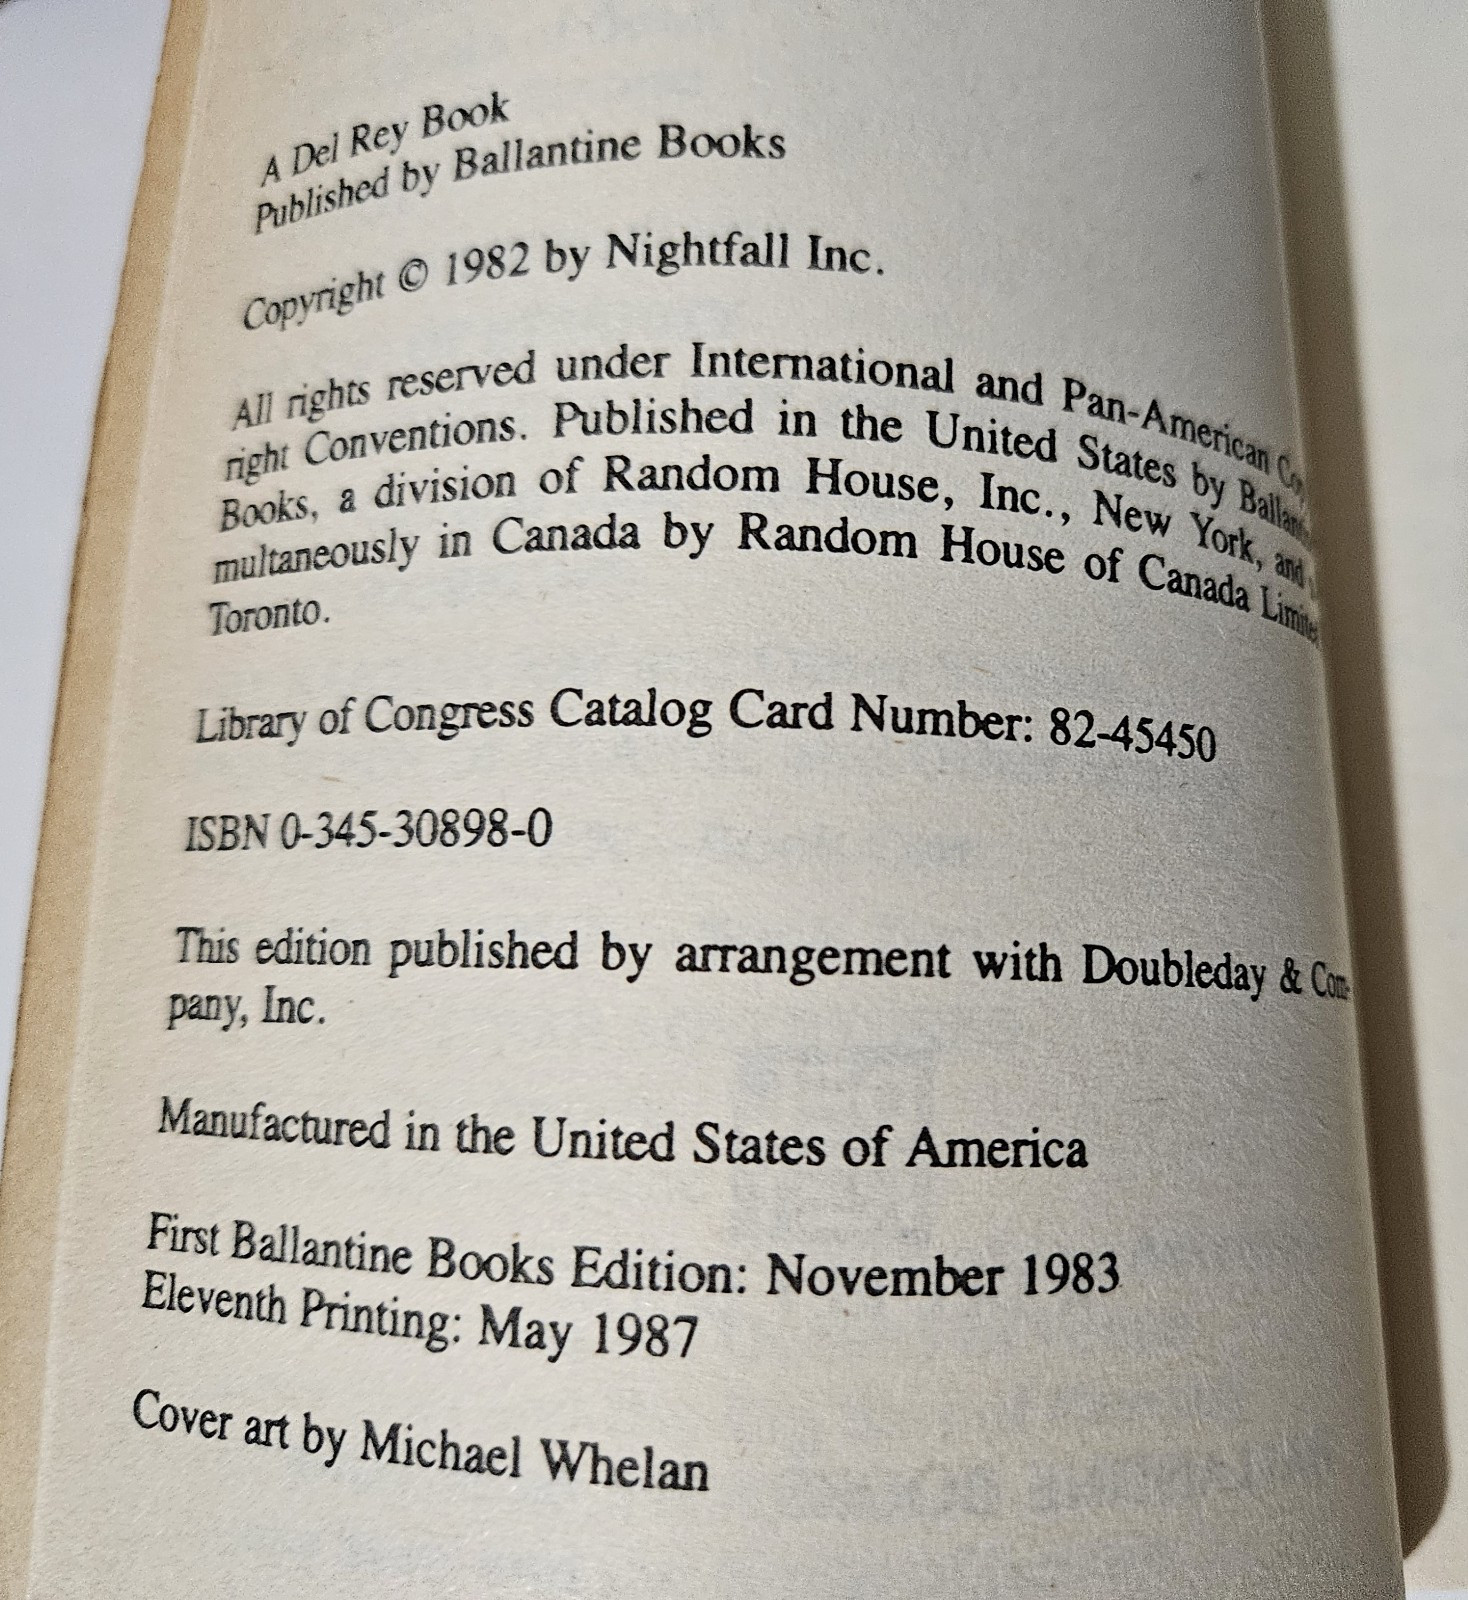 A Del Rey Book
Published by Ballantine Books
Copyright © 1982 by Nightfall Inc.
All rights reserved under International and Pan-American
right Conventions. Published in the United States by
Books, a division of Random House, Inc., New York, and
multaneously in Canada by Random House of Canada
Toronto.
Library of Congress Catalog Card Number: 82-45450
ISBN 0-345-30898-0
This edition published by arrangement with Doubleday & Com-
pany, Inc.
Manufactured in the United States of America
First Ballantine Books Edition: November 1983
Eleventh Printing: May 1987
Cover art by Michael Whelan